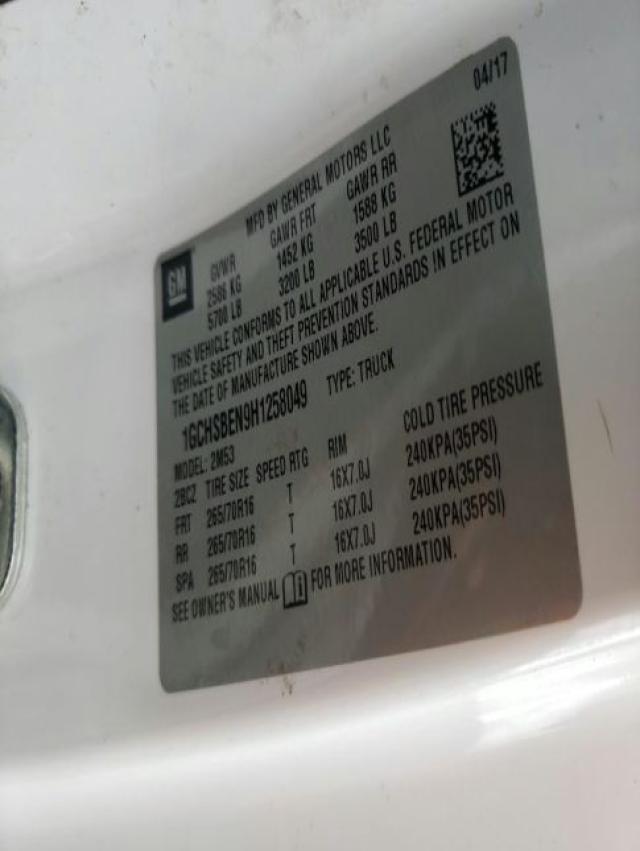 04/17
MFD BY GENERAL MOTORS LLC
GM
GVWR GAWR FRT GAWR RR
2586 KG 1452 KG 1588 KG
5700 LB 3200 LB 3500 LB
THIS VEHICLE CONFORMS TO ALL APPLICABLE U.S. FEDERAL MOTOR
VEHICLE SAFETY AND THEFT PREVENTION STANDARDS IN EFFECT ON
THE DATE OF MANUFACTURE SHOWN ABOVE.
1GCHSBEN9H1258049 TYPE: TRUCK
MODEL: 2M53
2BCZ TIRE SIZE SPEED RTG RIM COLD TIRE PRESSURE
FRT 265/70R16 T 16X7.0J 240KPA(35PSI)
RR 265/70R16 T 16X7.0J 240KPA(35PSI)
SPA 265/70R16 T 16X7.0J 240KPA(35PSI)
SEE OWNER'S MANUAL i FOR MORE INFORMATION.